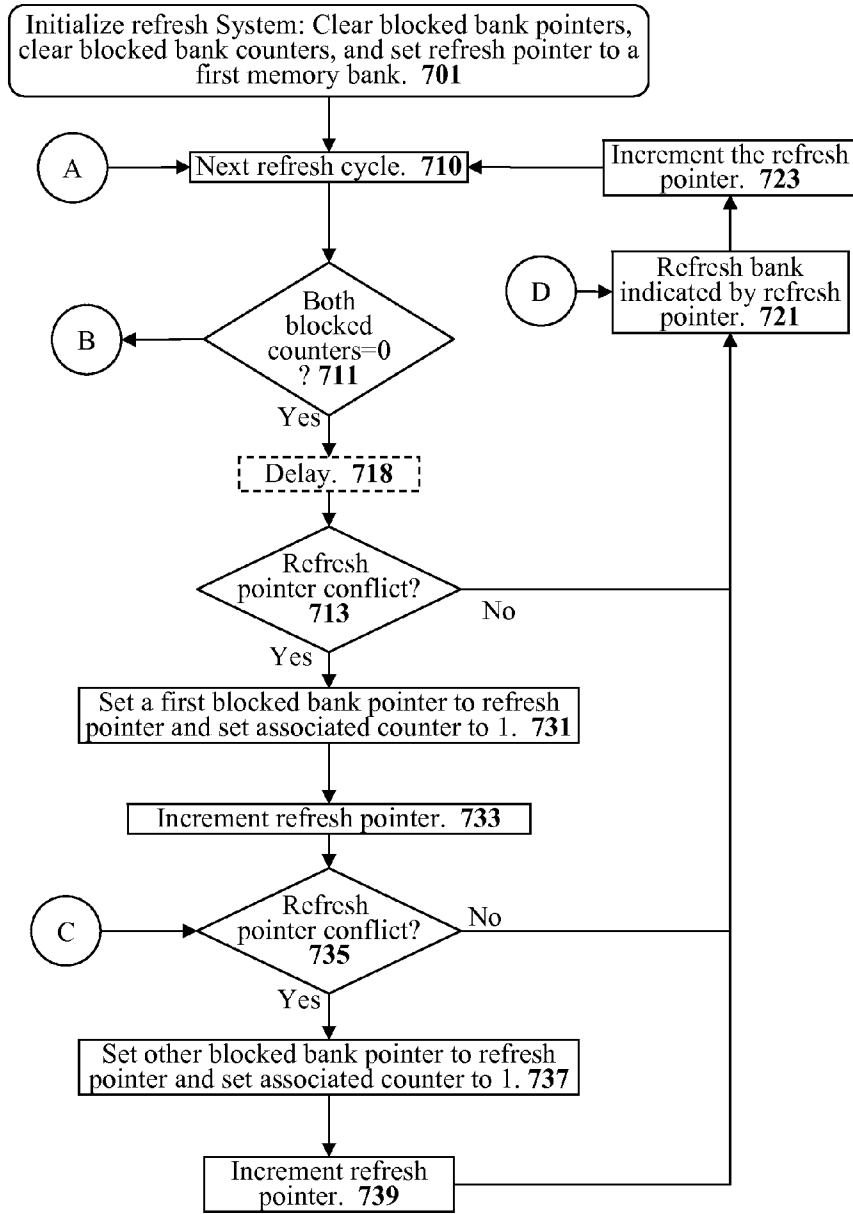 Initialize refresh System: Clear blocked bank pointers,
clear blocked bank counters, and set refresh pointer to a
first memory bank. 701
A
Next refresh cycle. 710
Increment the refresh
pointer. 723
D
Refresh bank
indicated by refresh
pointer. 721
B
Both
blocked
counters=0
? 711
Yes
Delay. 718
Refresh
pointer conflict?
713
No
Yes
Set a first blocked bank pointer to refresh
pointer and set associated counter to 1. 731
Increment refresh pointer. 733
C
Refresh
pointer conflict?
735
No
Yes
Set other blocked bank pointer to refresh
pointer and set associated counter to 1. 737
Increment refresh
pointer. 739